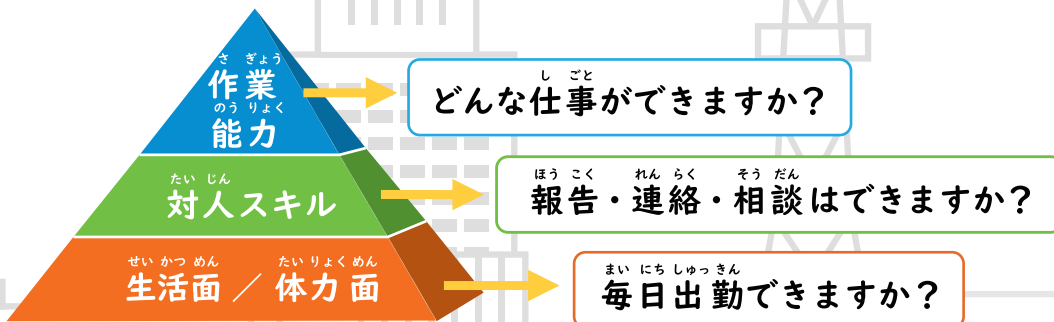 さ ぎょう
作業
のう りょく
能力
どんな仕事ができますか？
し ごと
たい じん
対人スキル
ほう こく れん らく そう だん
報告・連絡・相談はできますか？
せい かつ めん たい りょく めん
生活面／体力面
まい にち しゅっ きん
毎日出勤できますか？